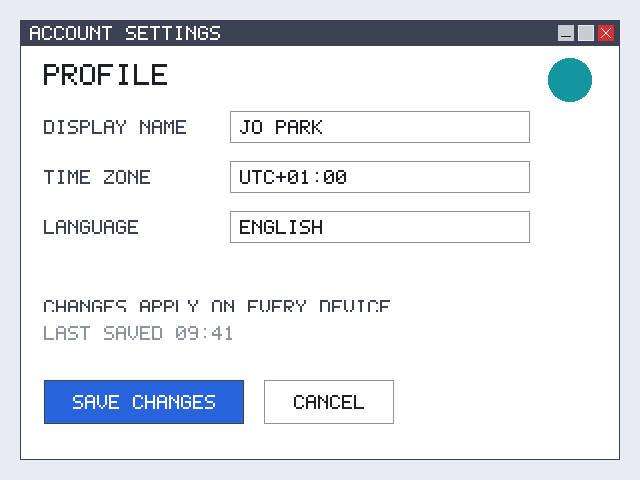 ACCOUNT SETTINGS
PROFILE
DISPLAY NAME JO PARK
TIME ZONE UTC+01:00
LANGUAGE ENGLISH
CHANGES APPLY ON EVERY DEVICE
LAST SAVED 09:41
SAVE CHANGES CANCEL